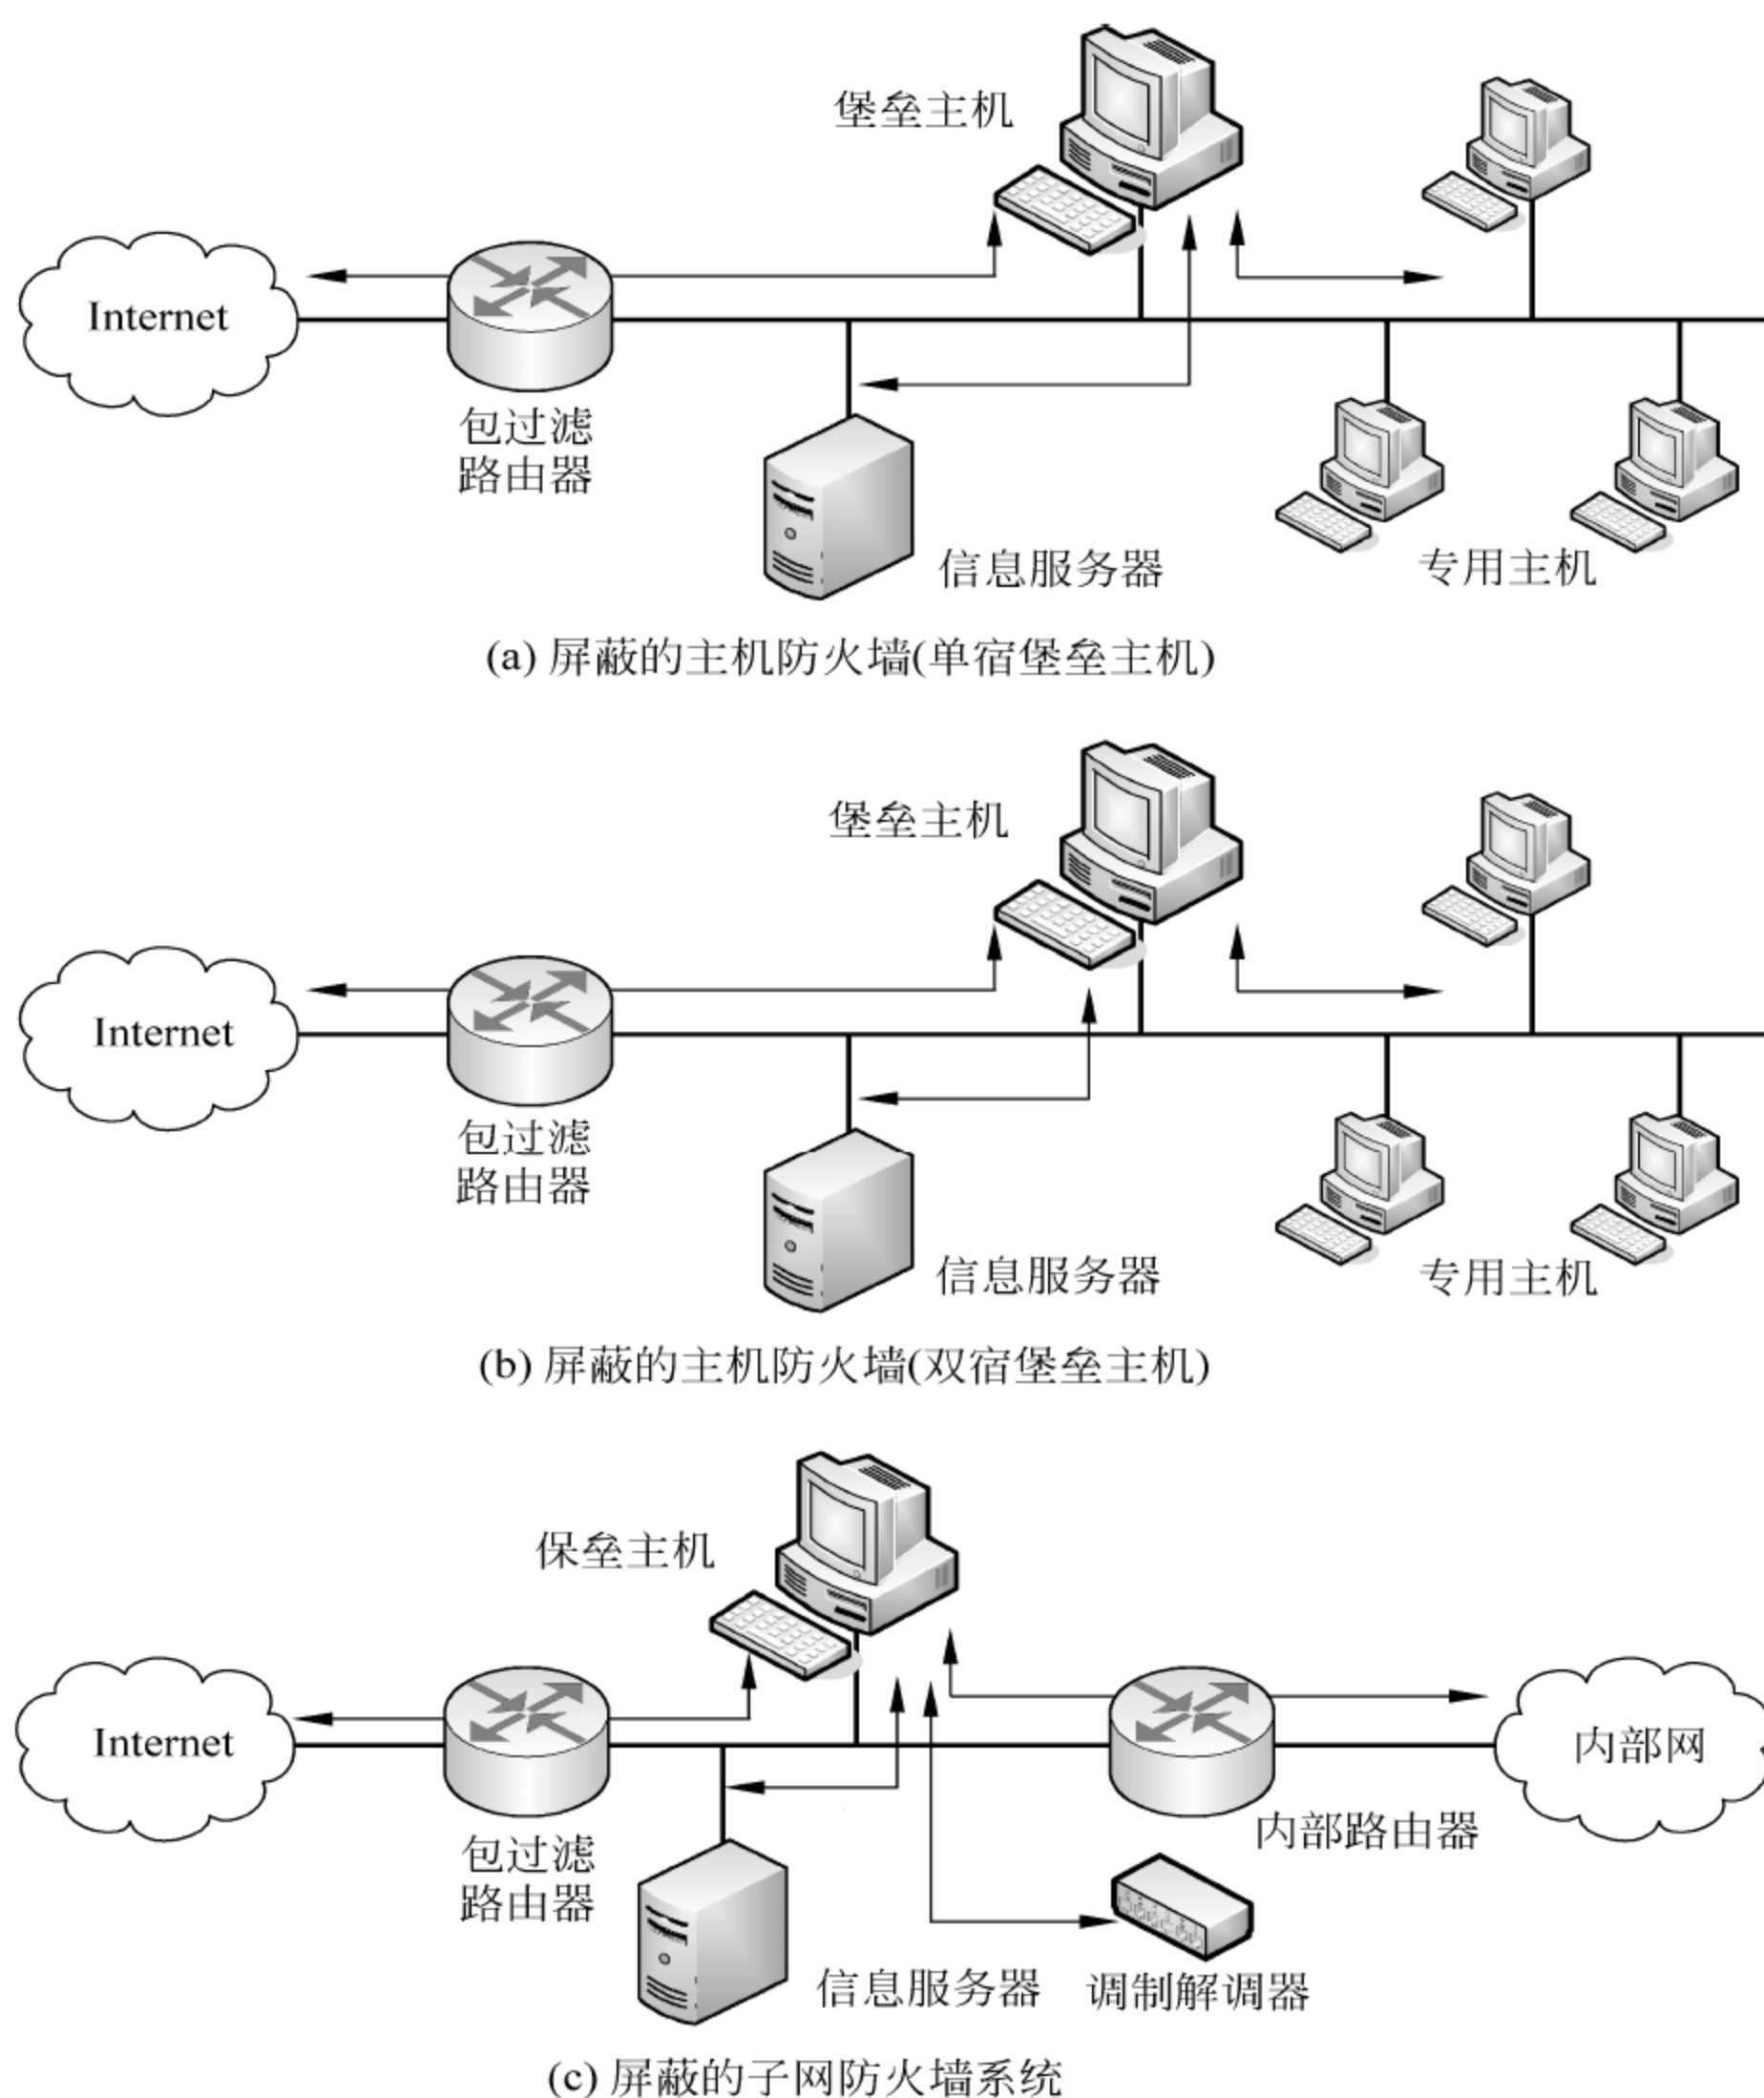 堡垒主机
Internet
包过滤
路由器
信息服务器
专用主机
(a) 屏蔽的主机防火墙(单宿堡垒主机)
堡垒主机
Internet
包过滤
路由器
信息服务器
专用主机
(b) 屏蔽的主机防火墙(双宿堡垒主机)
保垒主机
Internet
内部网
包过滤
路由器
内部路由器
信息服务器
调制解调器
(c) 屏蔽的子网防火墙系统